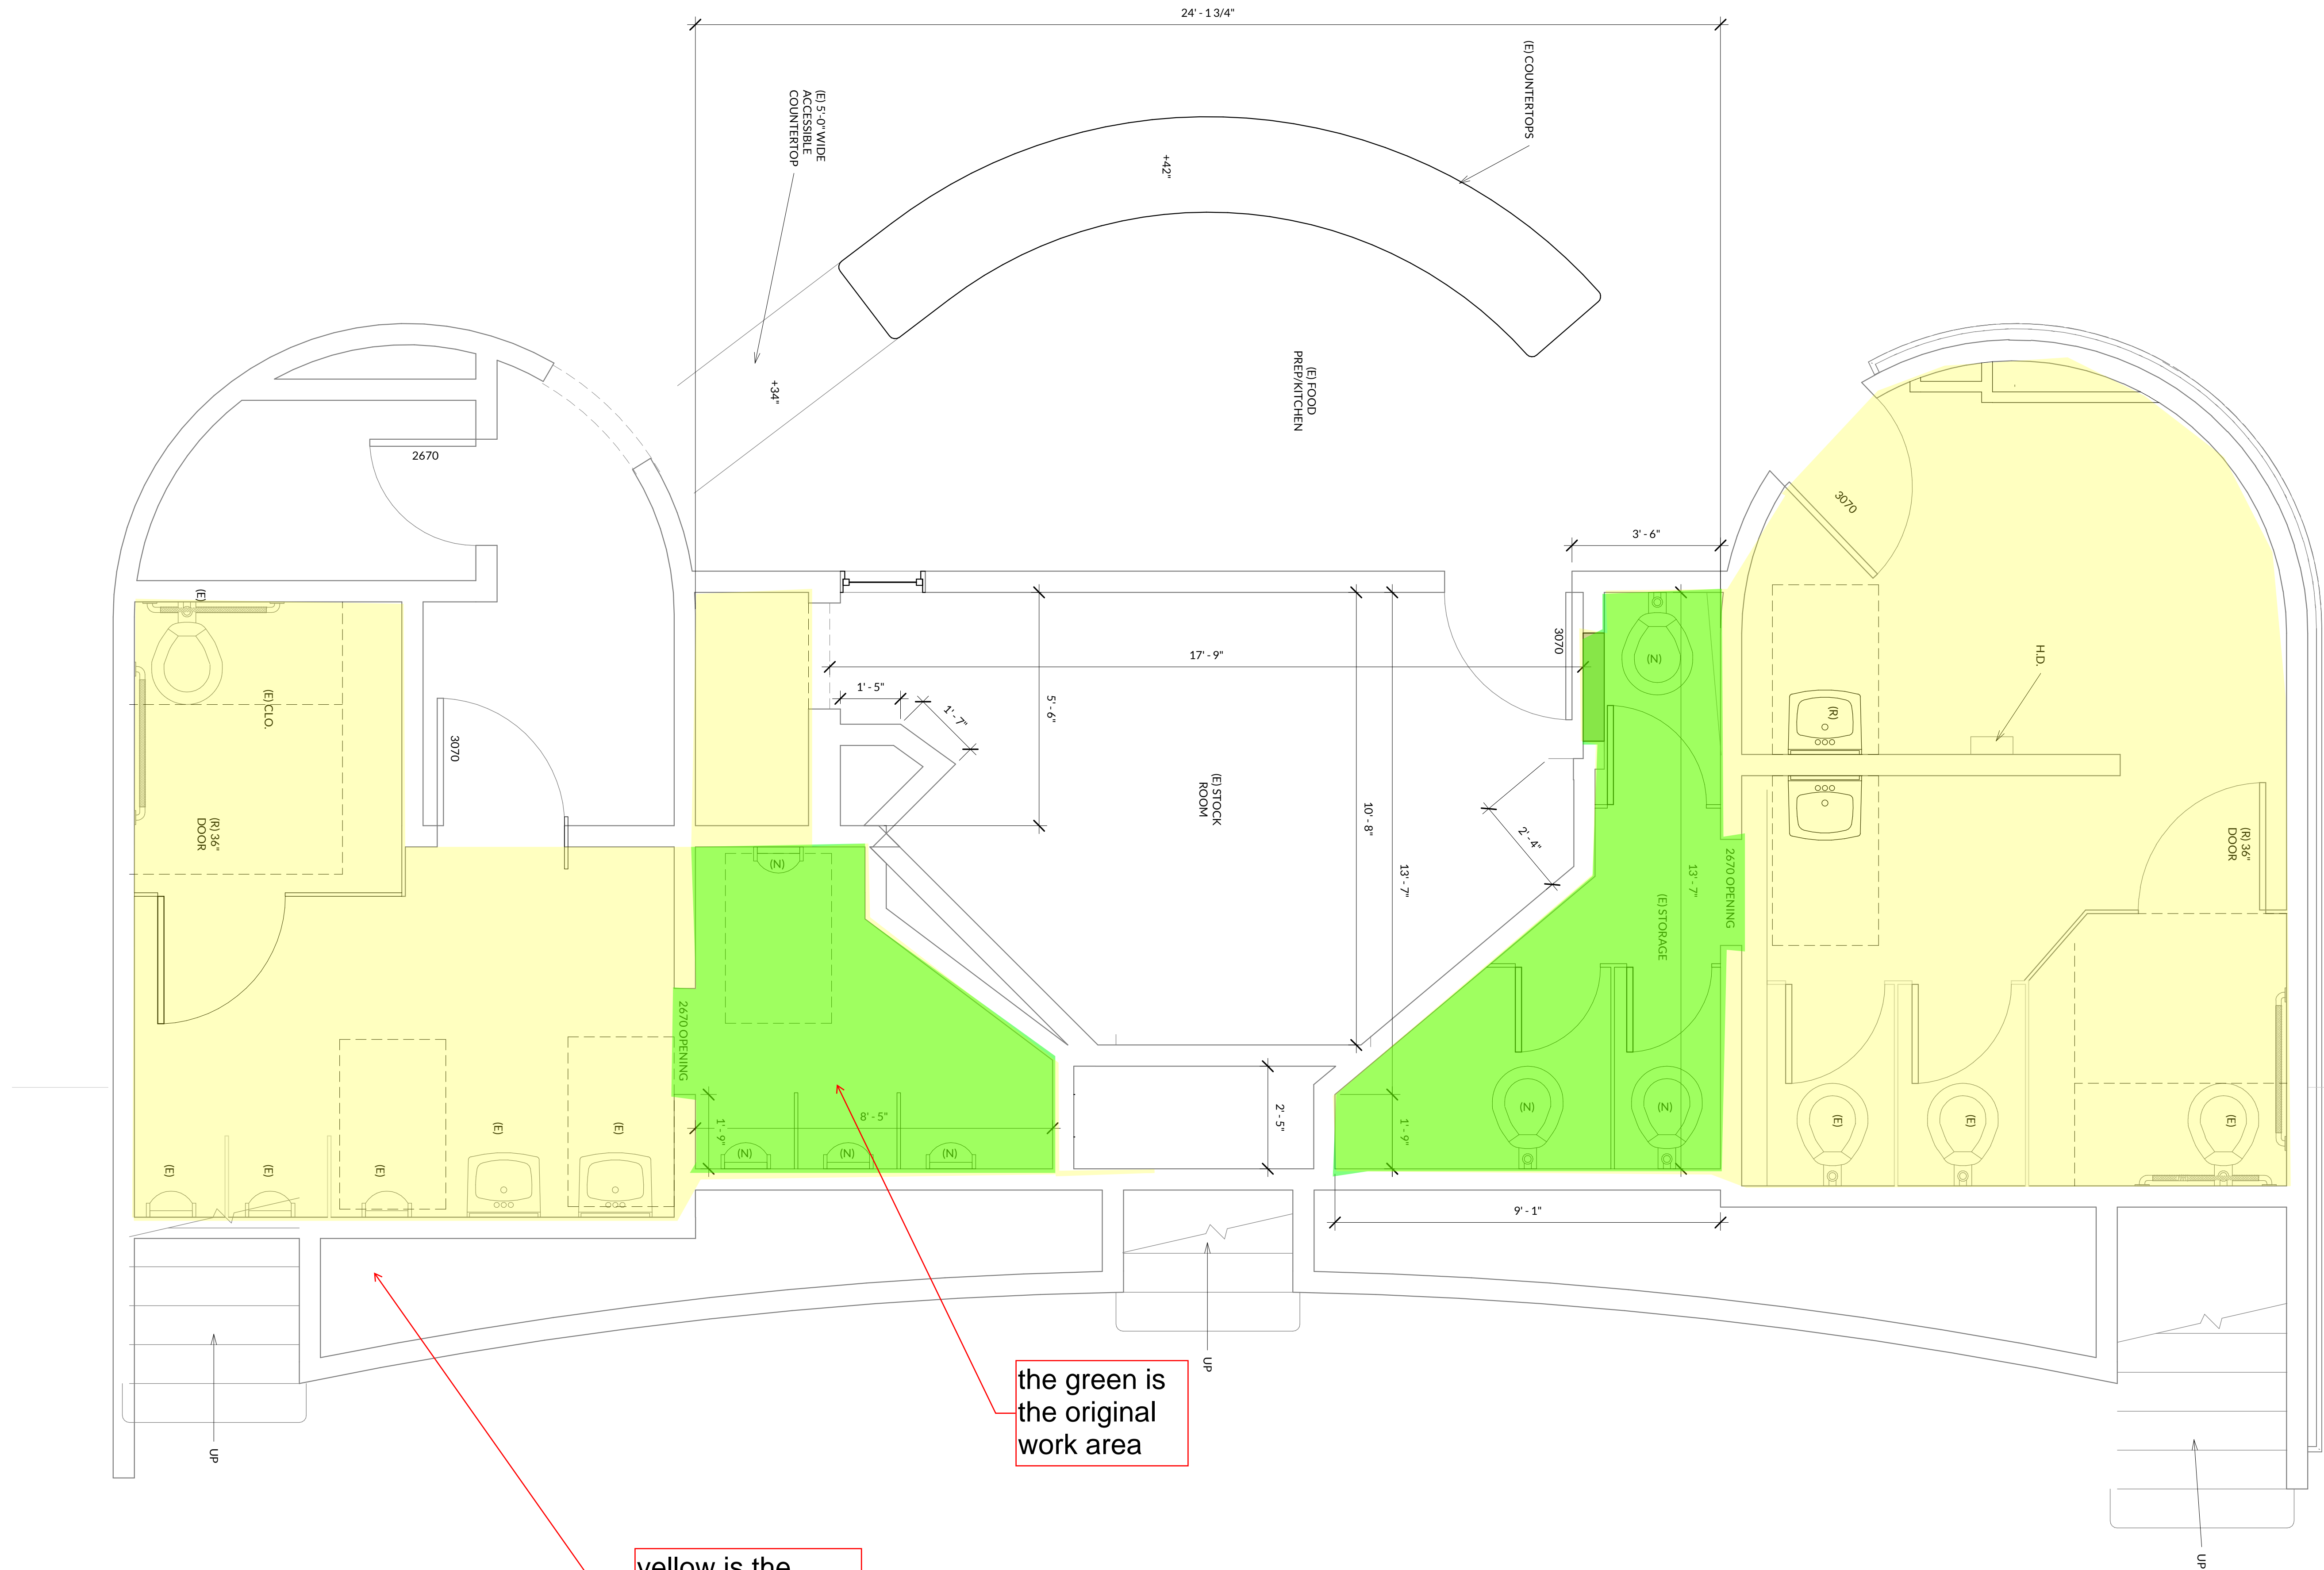 24' - 1 3/4"
(E) COUNTERTOPS
(E) 5'-0" WIDE
ACCESSIBLE
COUNTERTOP
+42"
+34"
(E) FOOD
PREP/KITCHEN
2670
3070
3' - 6"
(E)
3070
17' - 9"
(N)
H.D.
1' - 5"
1' - 7"
5' - 6"
(E) CLO.
(R)
3070
(E) STOCK
ROOM
10' - 8"
2' - 4"
(R) 36"
DOOR
(R) 36"
DOOR
(N)
13' - 7"
13' - 7"
2670 OPENING
(E) STORAGE
2670 OPENING
8' - 5"
1' - 9"
2' - 5"
1' - 9"
(N)
(N)
(E)
(E)
(E)
(E)
(E)
(E)
(E)
(E)
(N)
(N)
(N)
9' - 1"
UP
UP
UP
the green is
the original
work area
yellow is the